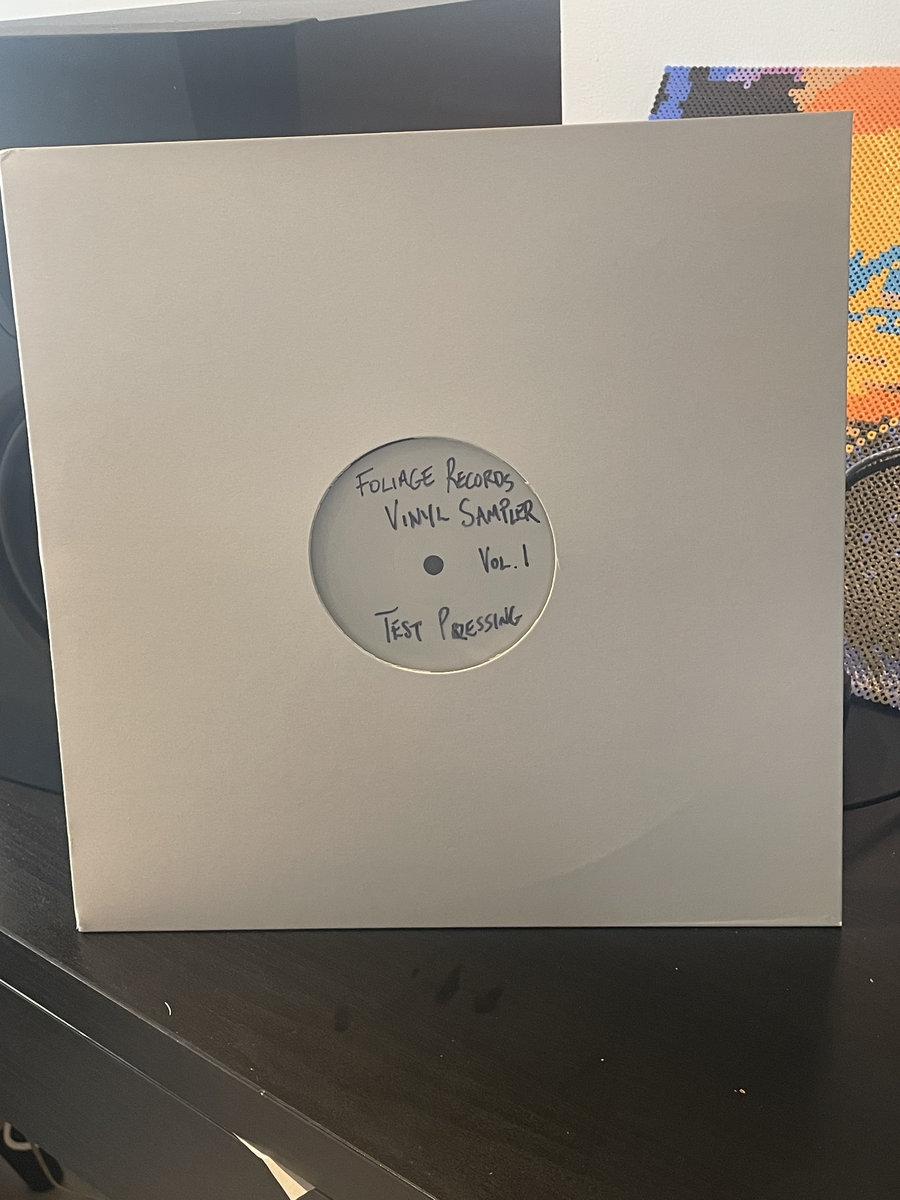 FOLIAGE RECORDS
VINYL SAMPLER
VOL. 1
TEST PRESSING